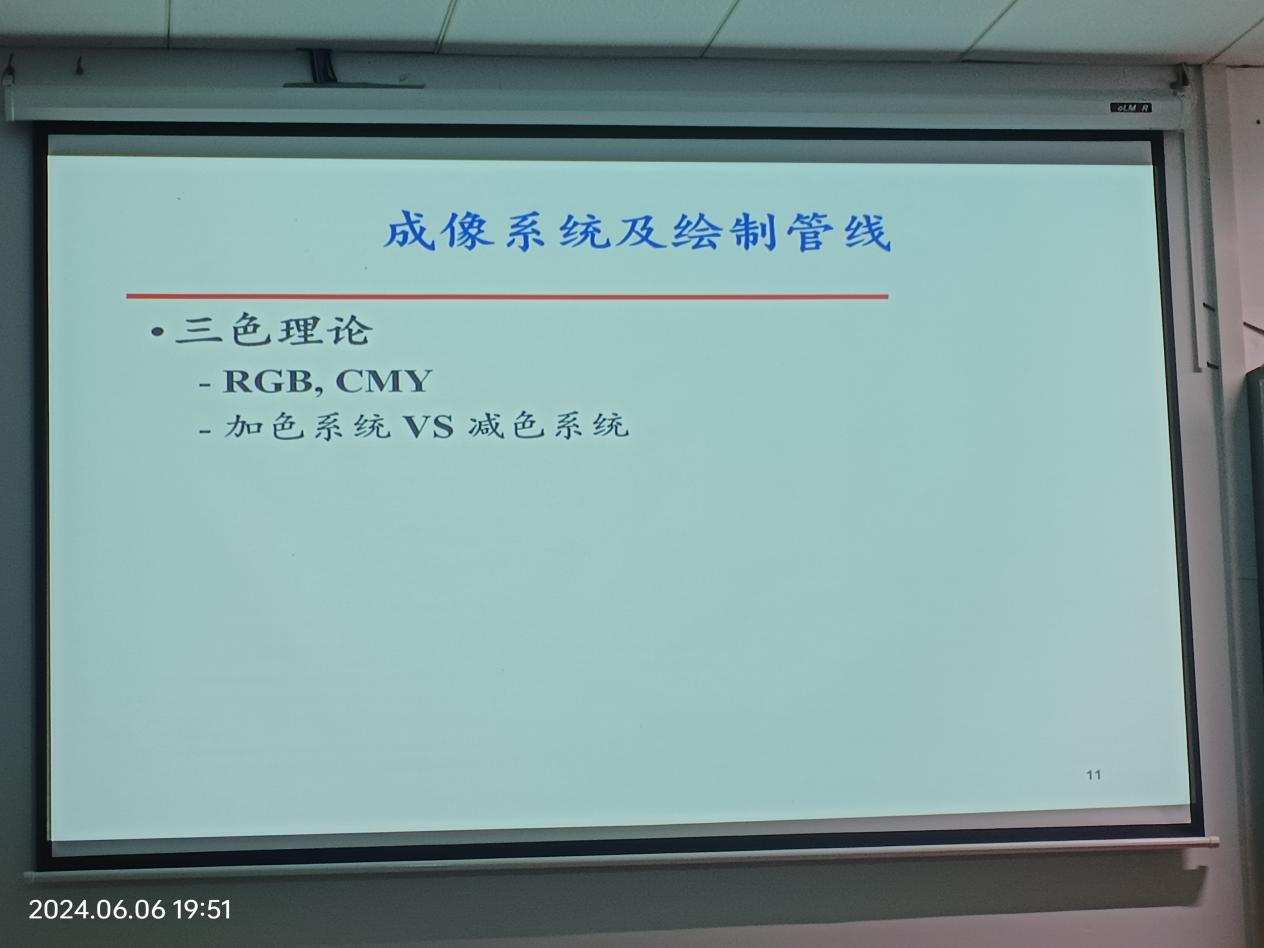 成像系统及绘制管线
•三色理论
- RGB, CMY
- 加色系统 VS 减色系统
11
2024.06.06 19:51